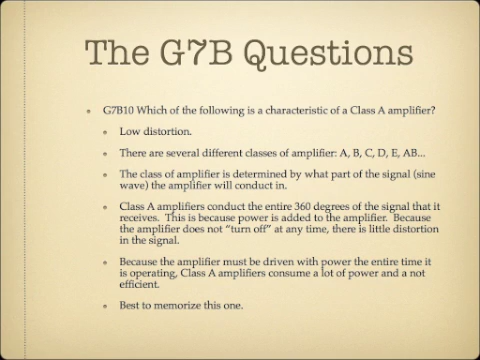 The G7B Questions
G7B10 Which of the following is a characteristic of a Class A amplifier?
Low distortion.
There are several different classes of amplifier: A, B, C, D, E, AB...
The class of amplifier is determined by what part of the signal (sine
wave) the amplifier will conduct in.
Class A amplifiers conduct the entire 360 degrees of the signal that it
receives. This is because power is added to the amplifier. Because
the amplifier does not “turn off” at any time, there is little distortion
in the signal.
Because the amplifier must be driven with power the entire time it
is operating, Class A amplifiers consume a lot of power and a not
efficient.
Best to memorize this one.